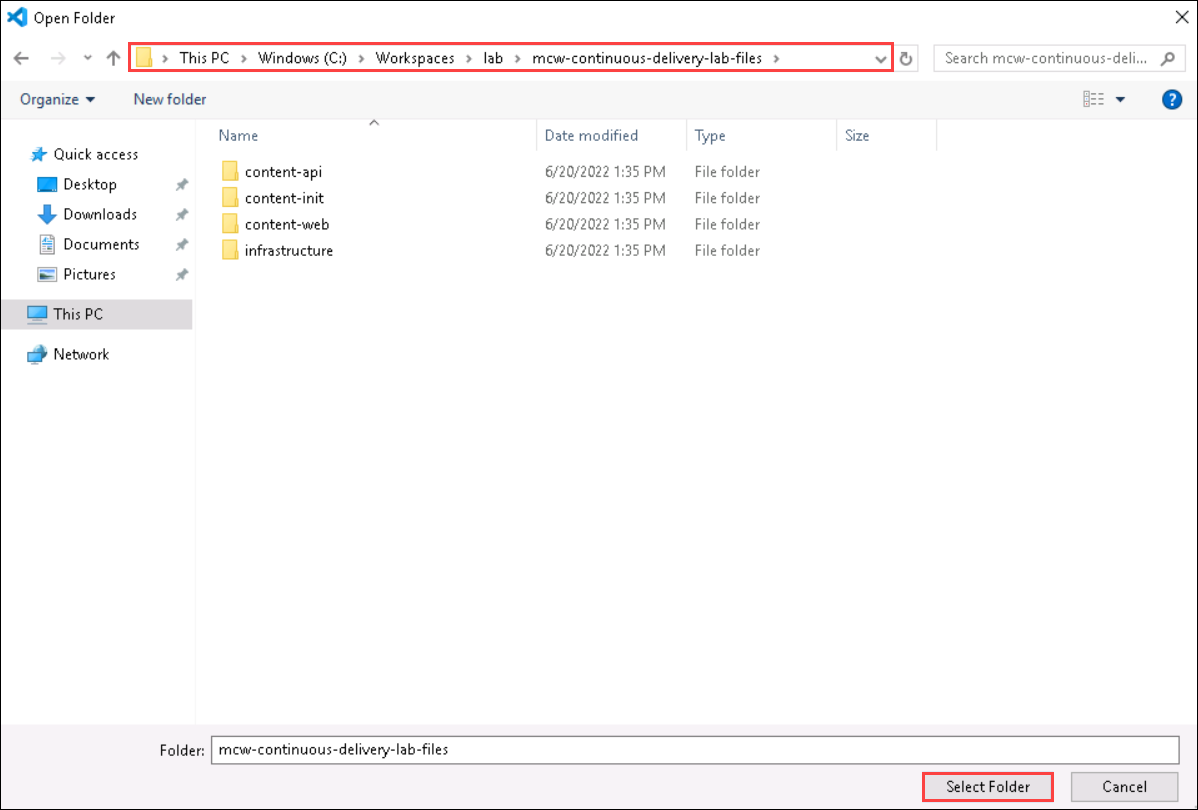 Open Folder
This PC Windows (C:) Workspaces lab mcw-continuous-delivery-lab-files Search mcw-continuous-deli...
Organize New folder ?
Name Date modified Type Size
Quick access
Desktop
Downloads
Documents
Pictures
This PC
Network
content-api 6/20/2022 1:35 PM File folder
content-init 6/20/2022 1:35 PM File folder
content-web 6/20/2022 1:35 PM File folder
infrastructure 6/20/2022 1:35 PM File folder
Folder: mcw-continuous-delivery-lab-files
Select Folder Cancel